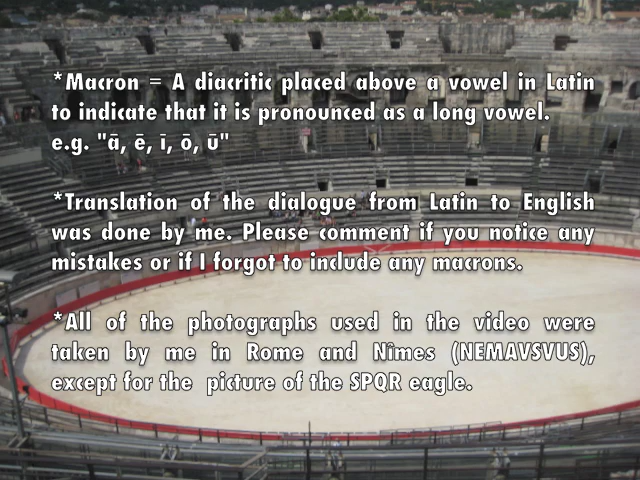 *Macron = A diacritic placed above a vowel in Latin
to indicate that it is pronounced as a long vowel.
e.g. "ā, ē, ī, ō, ū"
*Translation of the dialogue from Latin to English
was done by me. Please comment if you notice any
mistakes or if I forgot to include any macrons.
*All of the photographs used in the video were
taken by me in Rome and Nîmes (NEMAVSVUS),
except for the  picture of the SPQR eagle.